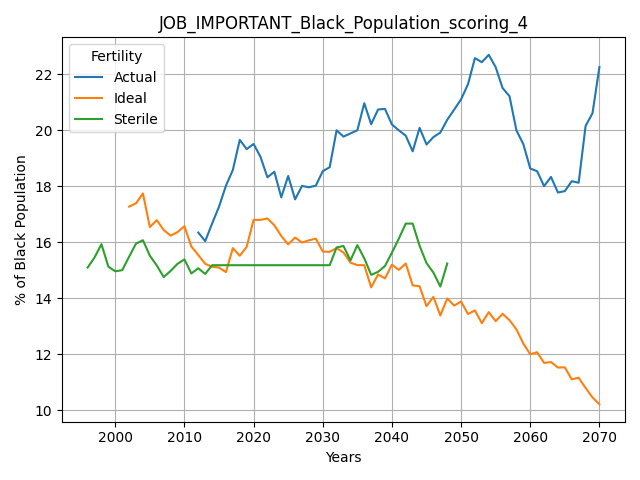 JOB_IMPORTANT_Black_Population_scoring_4
Fertility
Actual
Ideal
Sterile
% of Black Population
22
20
18
16
14
12
10
2000 2010 2020 2030 2040 2050 2060 2070
Years